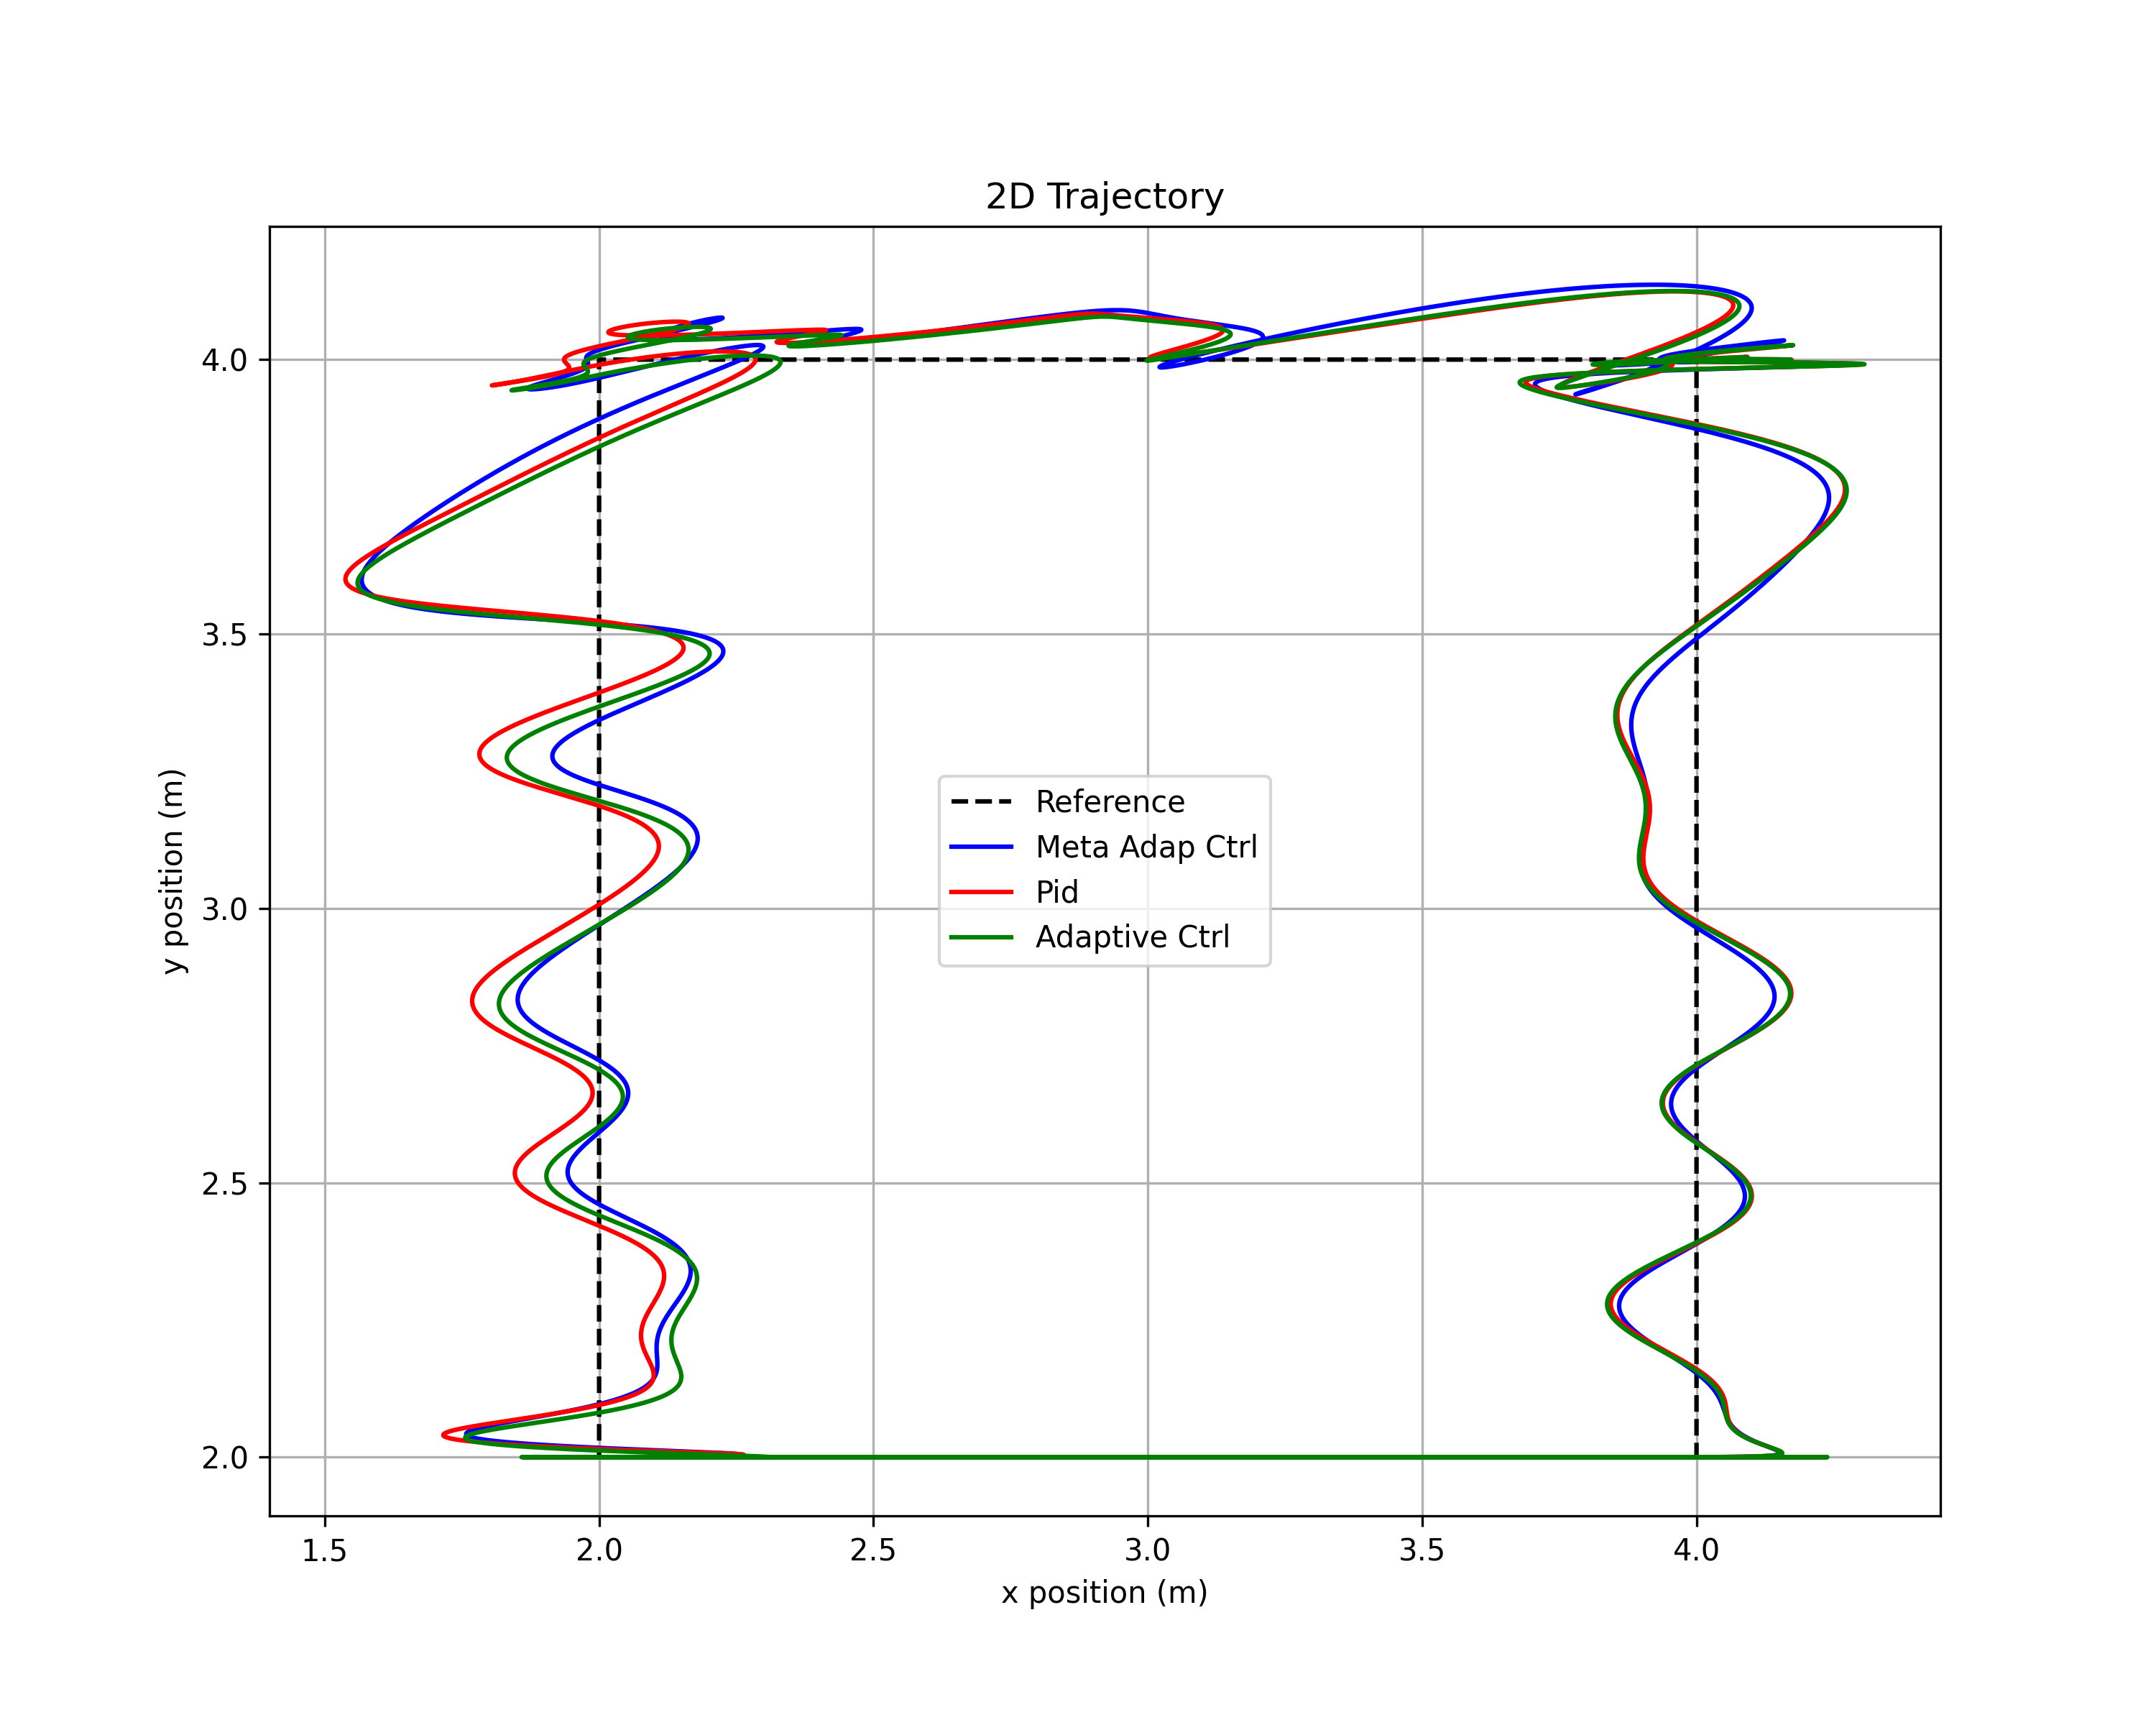 2D Trajectory
4.0
3.5
3.0
2.5
2.0
y position (m)
Reference
Meta Adap Ctrl
Pid
Adaptive Ctrl
1.5 2.0 2.5 3.0 3.5 4.0
x position (m)